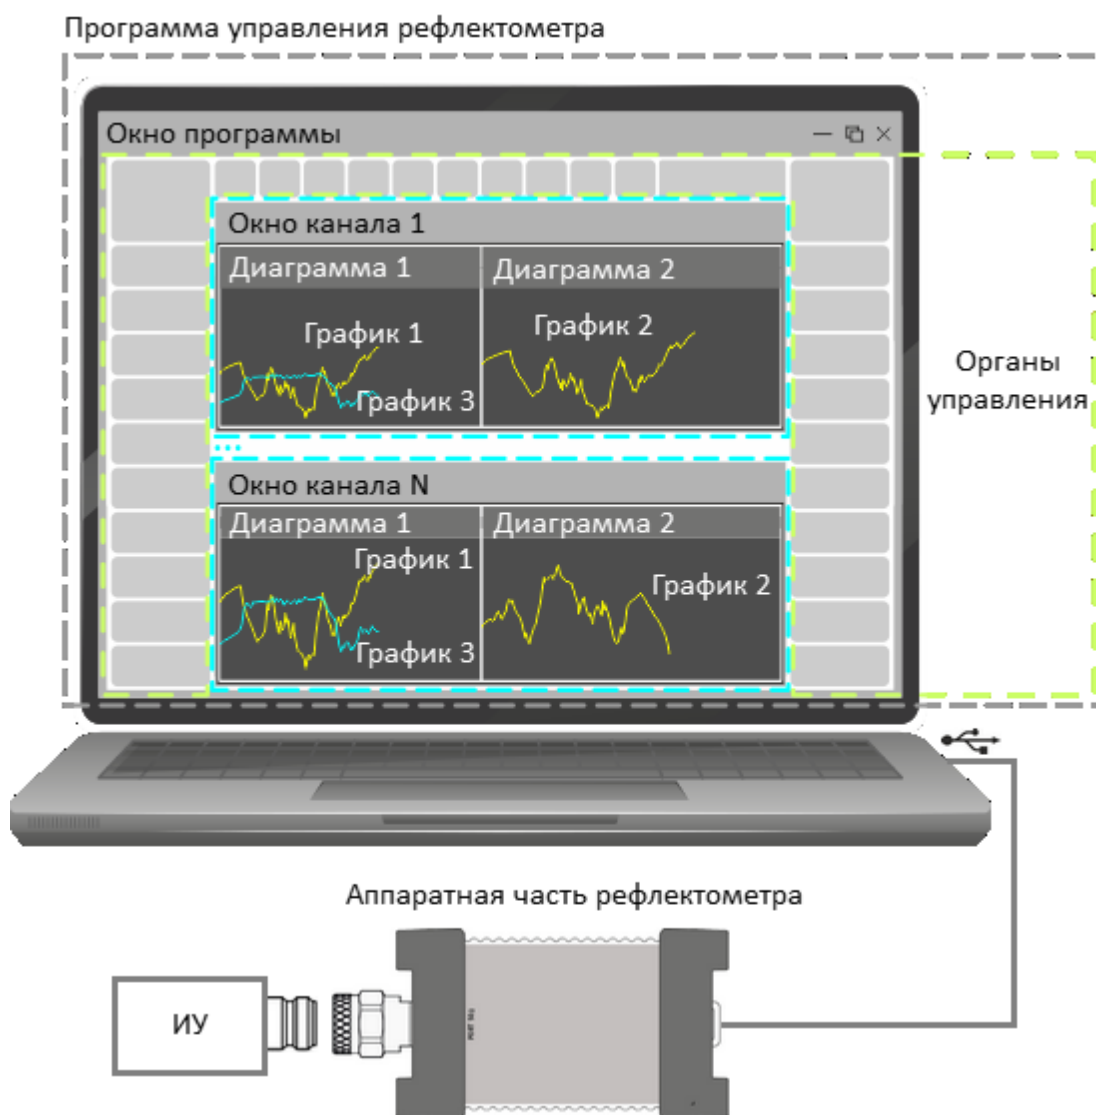 Программа управления рефлектометра
Окно программы
Окно канала 1
Диаграмма 1
Диаграмма 2
График 1
График 2
График 3
Органы
управления
Окно канала N
Диаграмма 1
Диаграмма 2
График 1
График 2
График 3
Аппаратная часть рефлектометра
ИУ